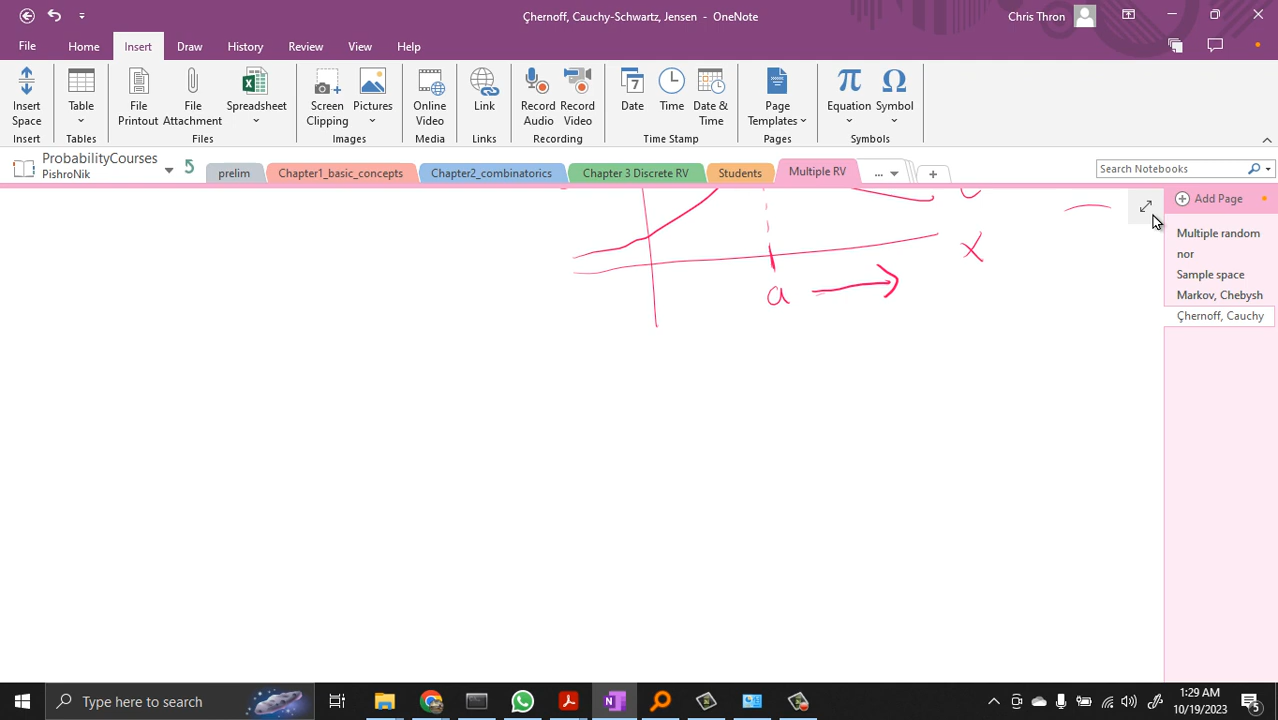 Çhernoff, Cauchy-Schwartz, Jensen - OneNote
Chris Thron
File Home Insert Draw History Review View Help
Insert Space
Table
File Printout
File Attachment
Spreadsheet
Screen Clipping
Pictures
Online Video
Link
Record Audio
Record Video
Date
Time
Date & Time
Page Templates
Equation
Symbol
Insert Tables Files Images Media Links Recording Time Stamp Pages Symbols
ProbabilityCourses
PishroNik
prelim Chapter1_basic_concepts Chapter2_combinatorics Chapter 3 Discrete RV Students Multiple RV ...
Search Notebooks
Add Page
Multiple random
nor
Sample space
Markov, Chebysh
Çhernoff, Cauchy
x
a
Type here to search
1:29 AM
10/19/2023
5